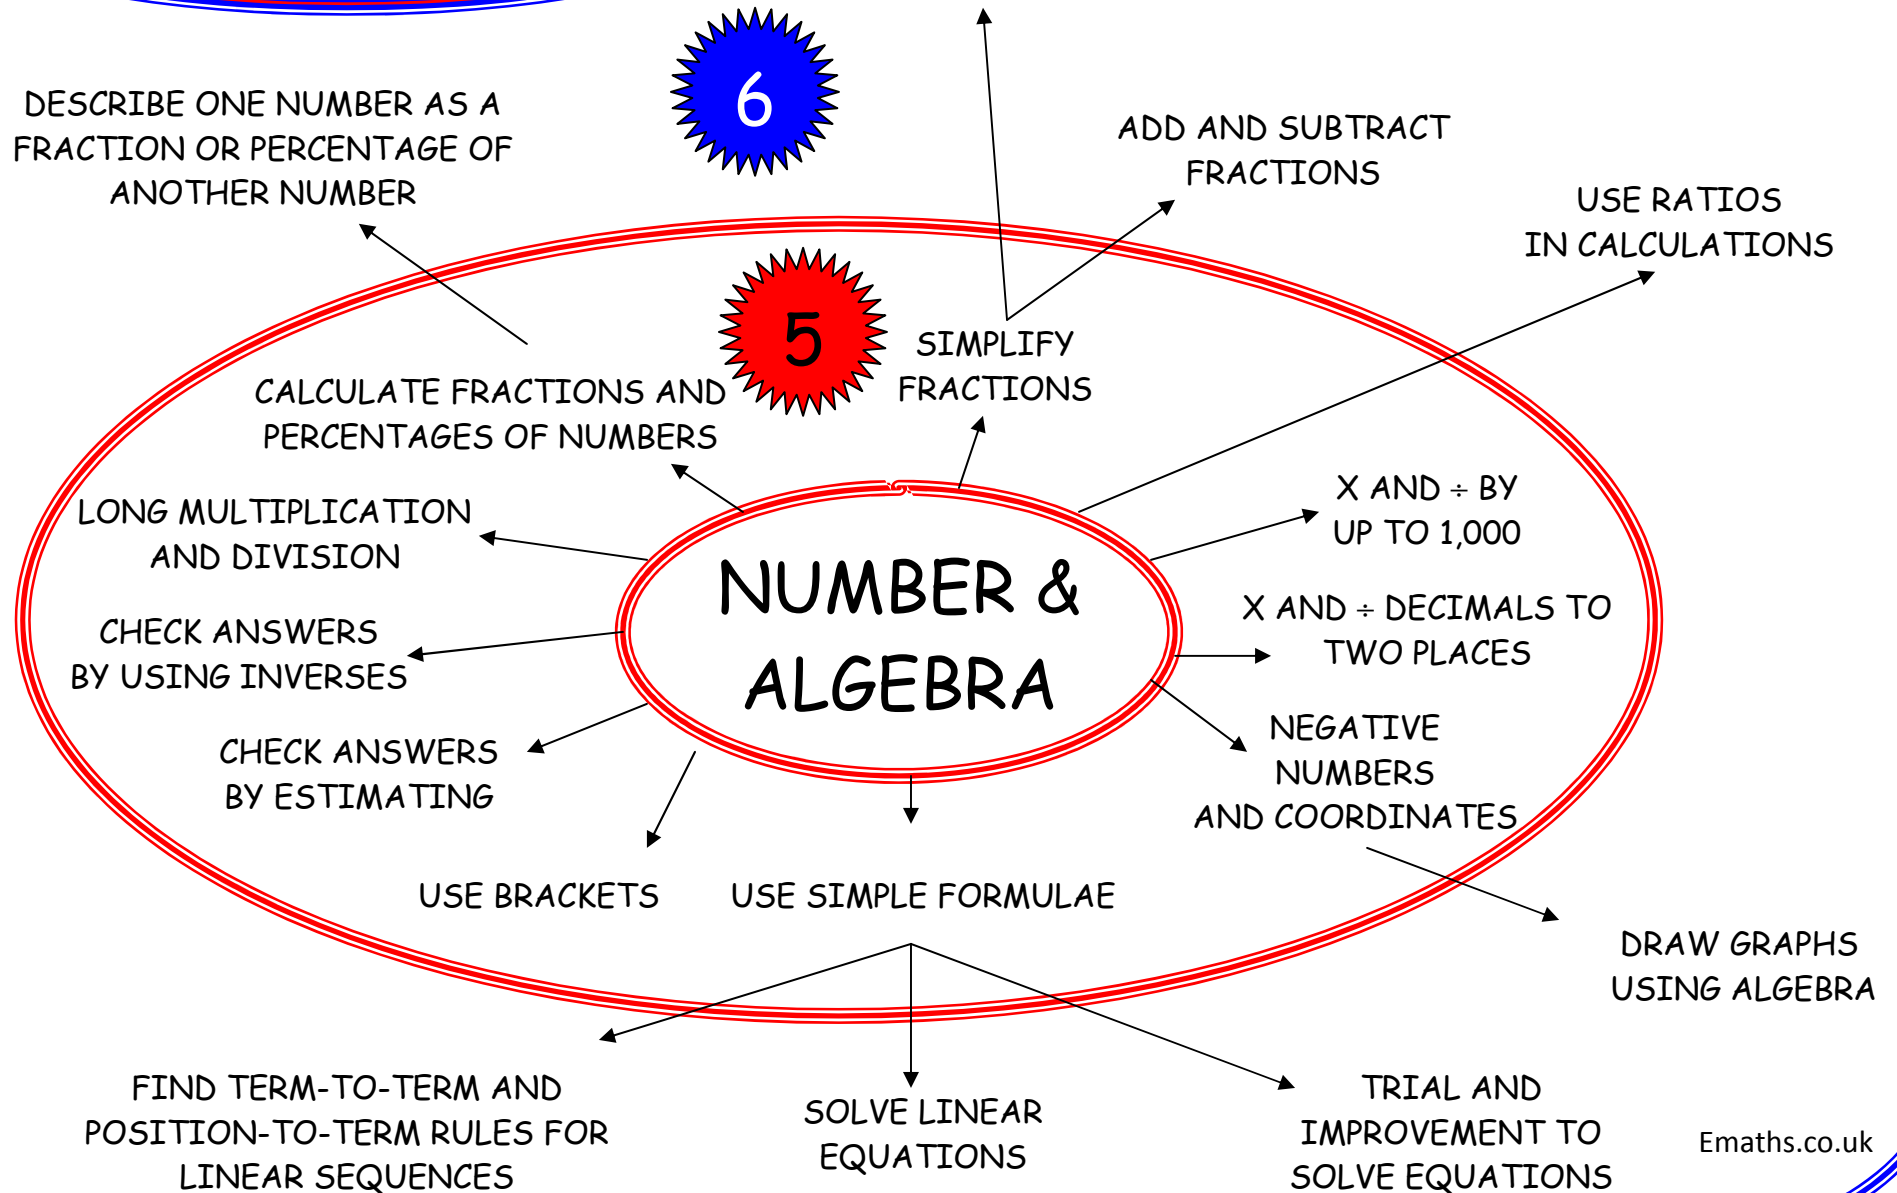 6
DESCRIBE ONE NUMBER AS A
FRACTION OR PERCENTAGE OF
ANOTHER NUMBER
ADD AND SUBTRACT
FRACTIONS
USE RATIOS
IN CALCULATIONS
5
SIMPLIFY
FRACTIONS
CALCULATE FRACTIONS AND
PERCENTAGES OF NUMBERS
LONG MULTIPLICATION
AND DIVISION
X AND ÷ BY
UP TO 1,000
NUMBER &
ALGEBRA
CHECK ANSWERS
BY USING INVERSES
X AND ÷ DECIMALS TO
TWO PLACES
CHECK ANSWERS
BY ESTIMATING
NEGATIVE
NUMBERS
AND COORDINATES
USE BRACKETS
USE SIMPLE FORMULAE
DRAW GRAPHS
USING ALGEBRA
FIND TERM-TO-TERM AND
POSITION-TO-TERM RULES FOR
LINEAR SEQUENCES
SOLVE LINEAR
EQUATIONS
TRIAL AND
IMPROVEMENT TO
SOLVE EQUATIONS
Emaths.co.uk